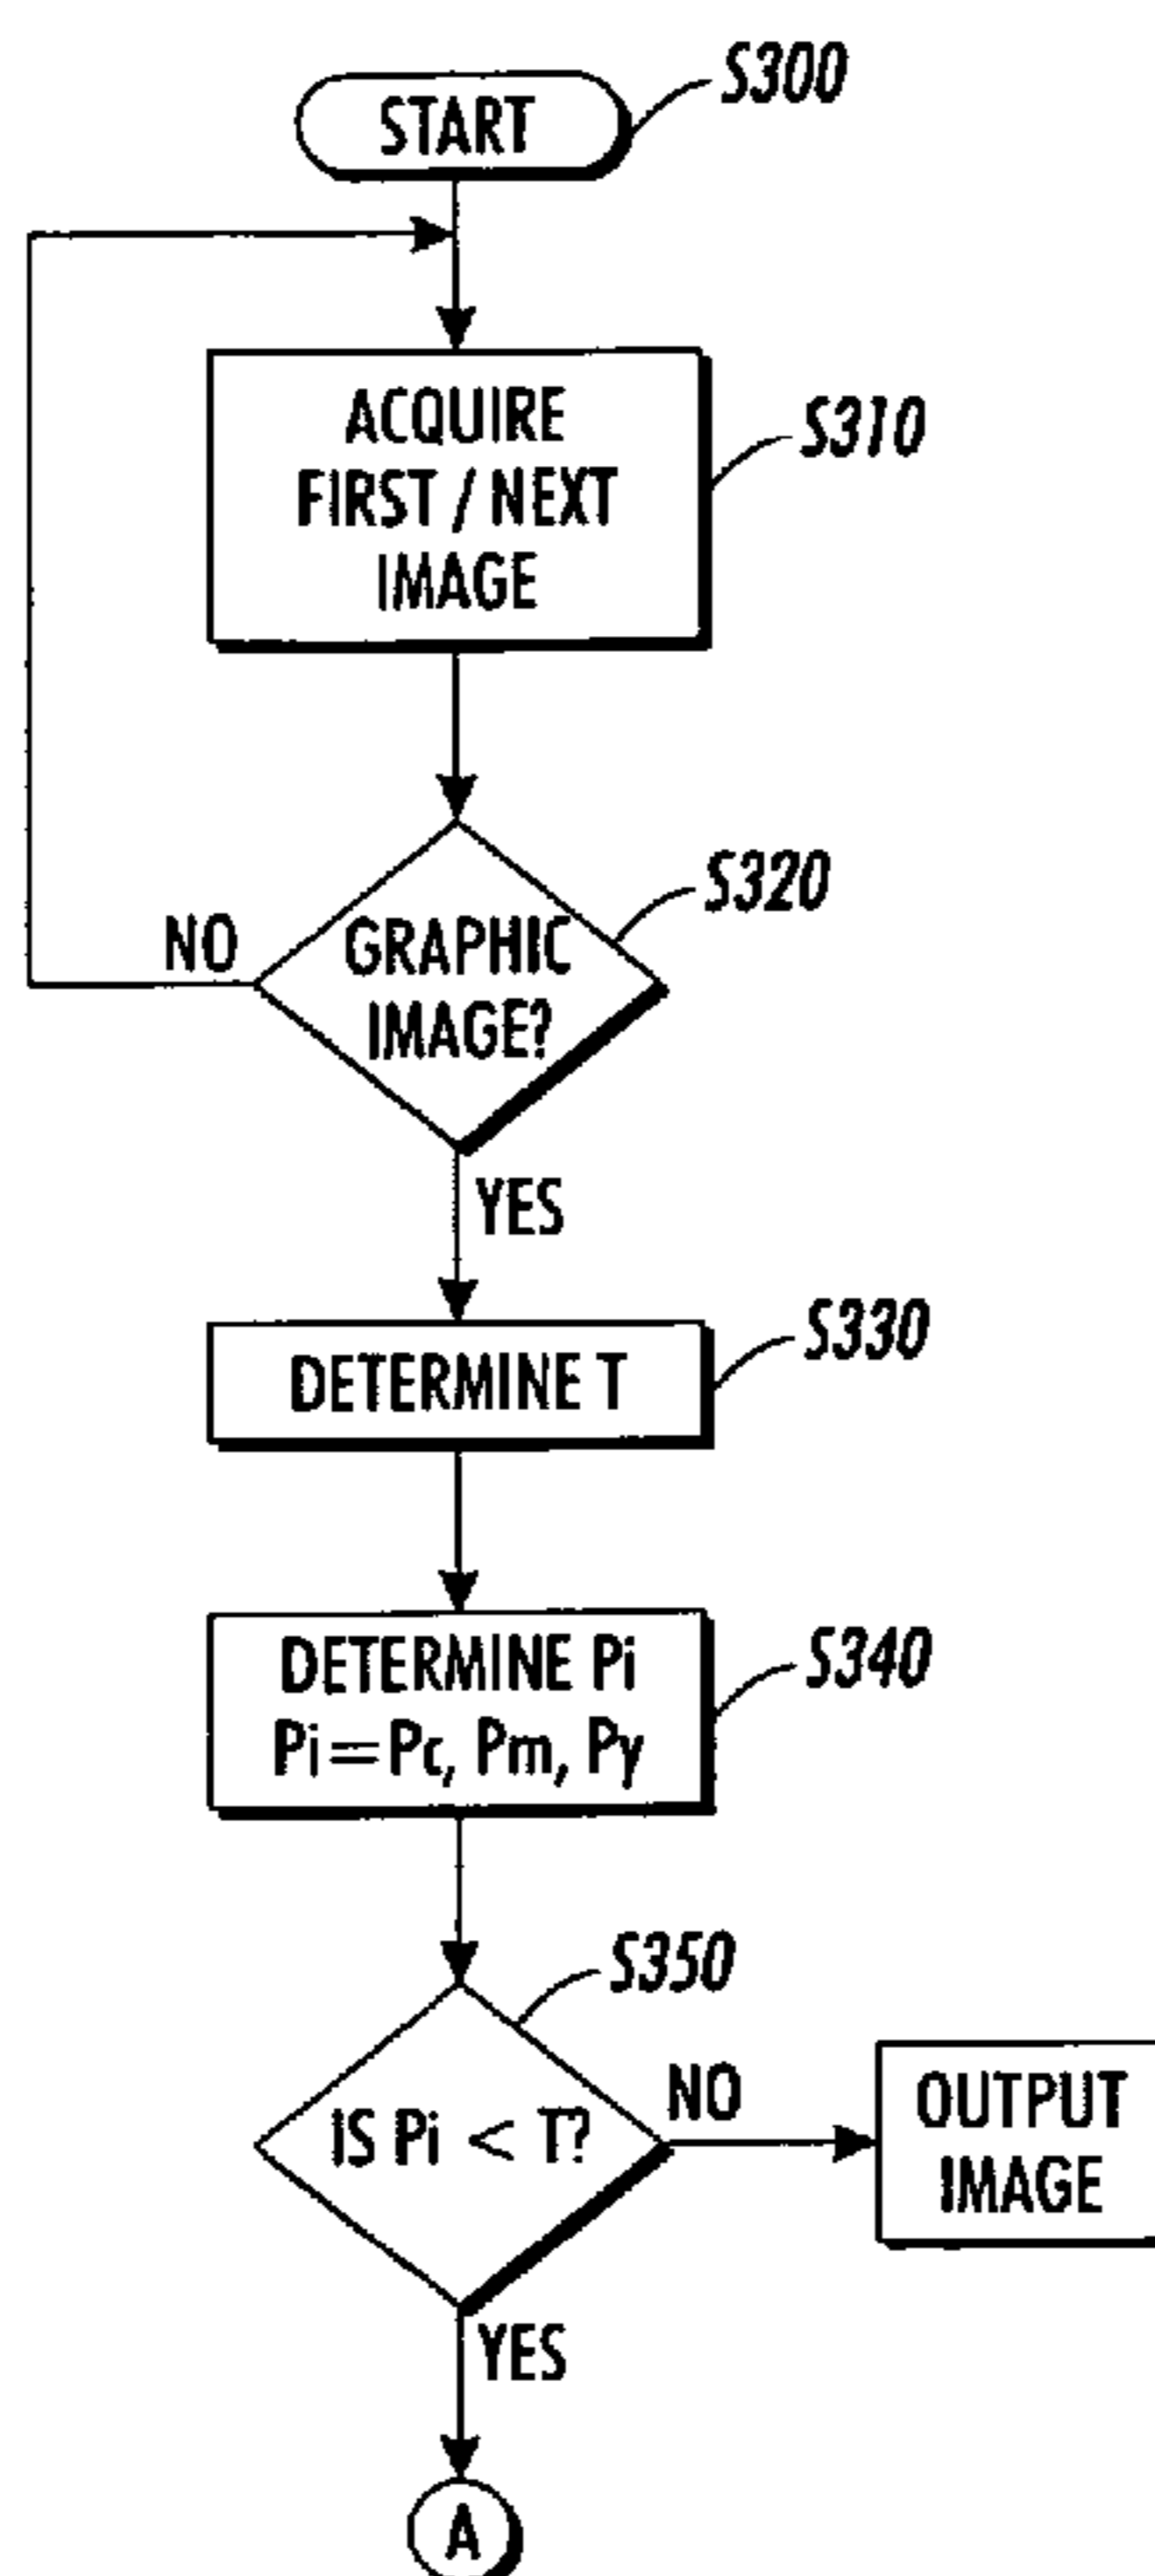 START
S300
ACQUIRE
FIRST / NEXT
IMAGE
S310
GRAPHIC
IMAGE?
S320
NO
YES
DETERMINE T
S330
DETERMINE Pi
Pi=Pc, Pm, Py
S340
IS Pi < T?
S350
NO
OUTPUT
IMAGE
YES
A